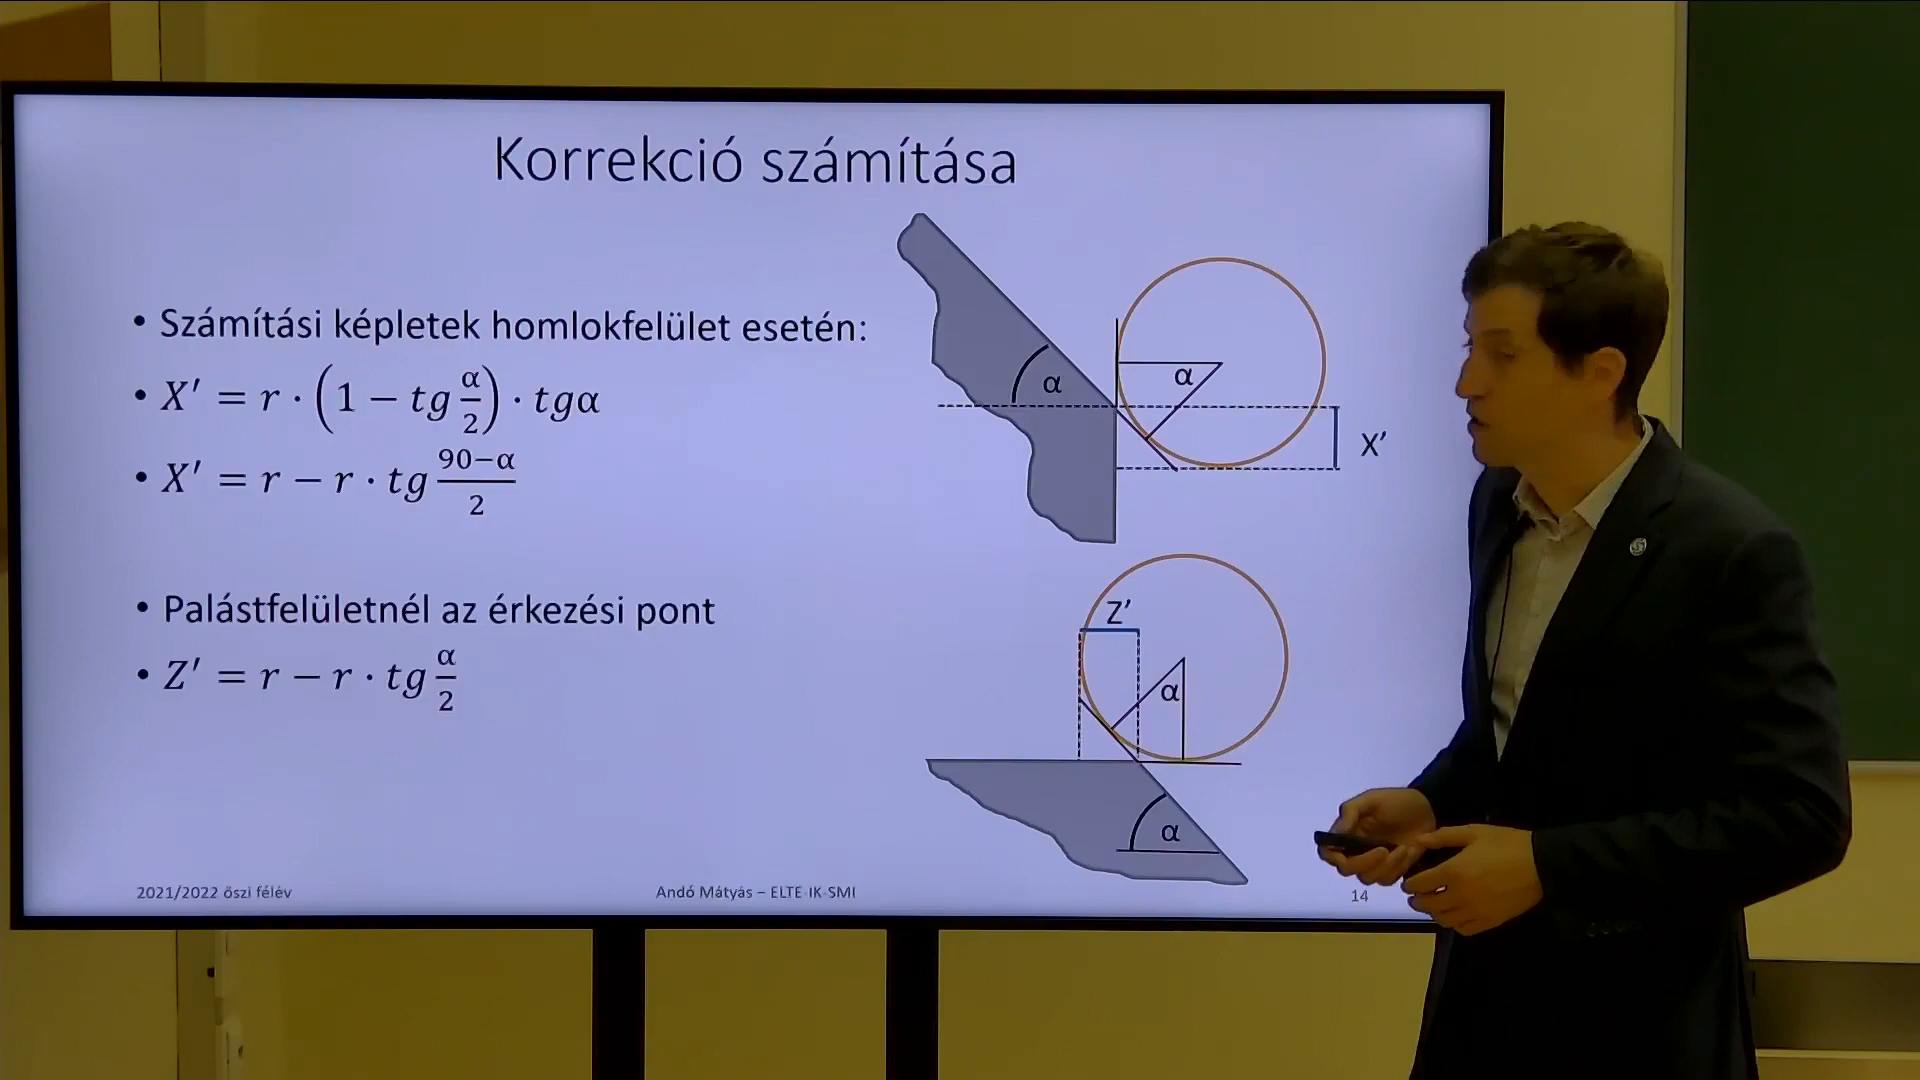 Korrekció számítása
• Számítási képletek homlokfelület esetén:
• X′ = r · (1 − tg α/2) · tgα
• X′ = r − r · tg (90−α)/2
• Palástfelületnél az érkezési pont
• Z′ = r − r · tg α/2
α
α
X’
Z’
α
α
2021/2022 őszi félév
Andó Mátyás – ELTE-IK-SMI
14